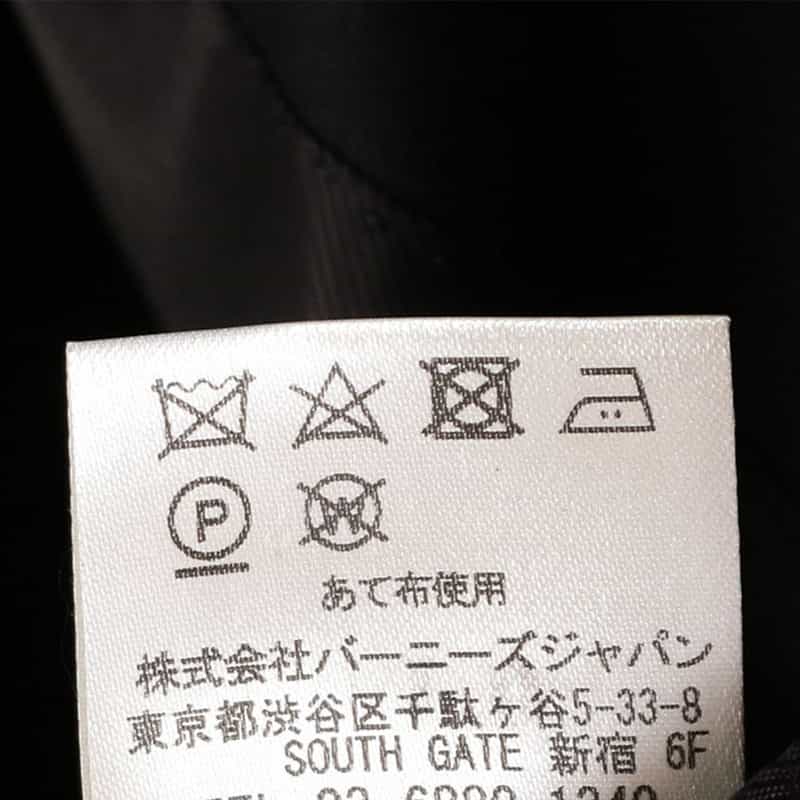 P W
あて布使用
株式会社バーニーズジャパン
東京都渋谷区千駄ヶ谷5-33-8
SOUTH GATE 新宿 6F